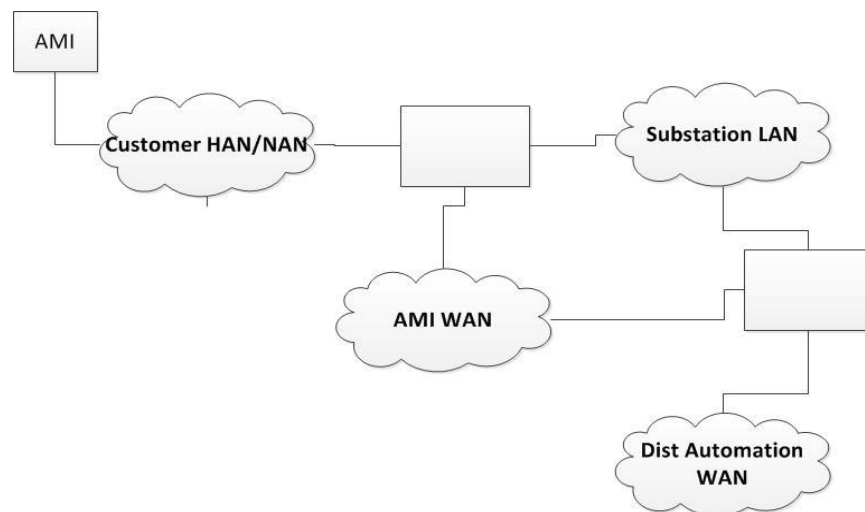 AMI
Customer HAN/NAN
Substation LAN
AMI WAN
Dist Automation
WAN